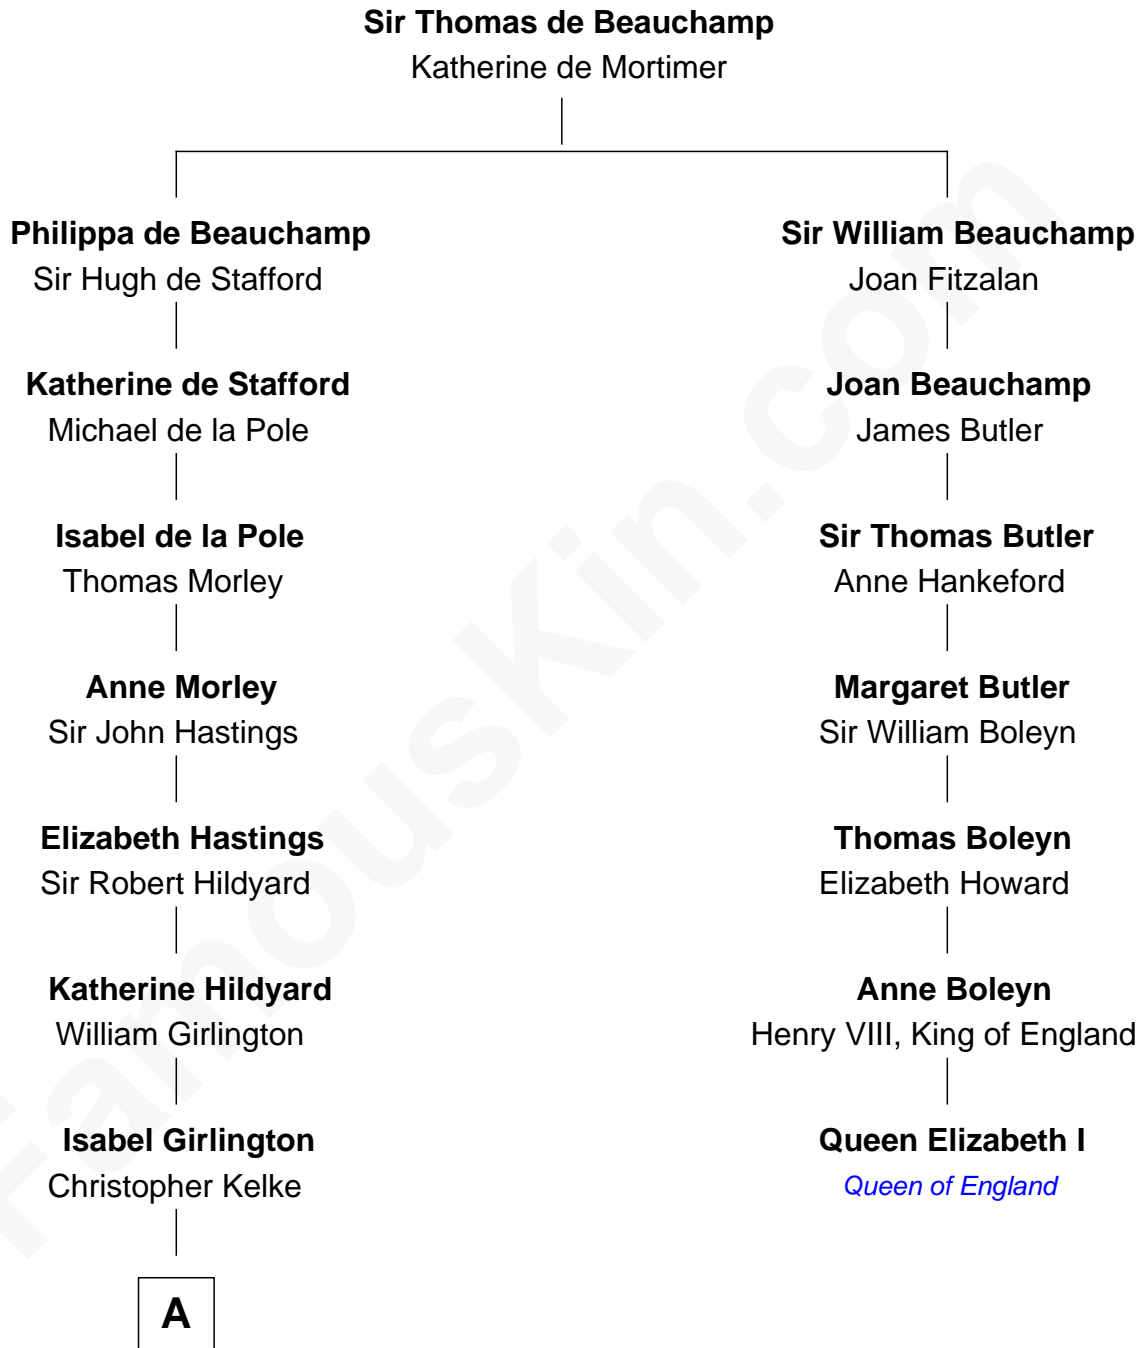 Sir Thomas de Beauchamp
Katherine de Mortimer
Philippa de Beauchamp
Sir Hugh de Stafford
Sir William Beauchamp
Joan Fitzalan
Katherine de Stafford
Michael de la Pole
Joan Beauchamp
James Butler
Isabel de la Pole
Thomas Morley
Sir Thomas Butler
Anne Hankeford
Anne Morley
Sir John Hastings
Margaret Butler
Sir William Boleyn
Elizabeth Hastings
Sir Robert Hildyard
Thomas Boleyn
Elizabeth Howard
Katherine Hildyard
William Girlington
Anne Boleyn
Henry VIII, King of England
Isabel Girlington
Christopher Kelke
Queen Elizabeth I
Queen of England
A
FamousKin.com